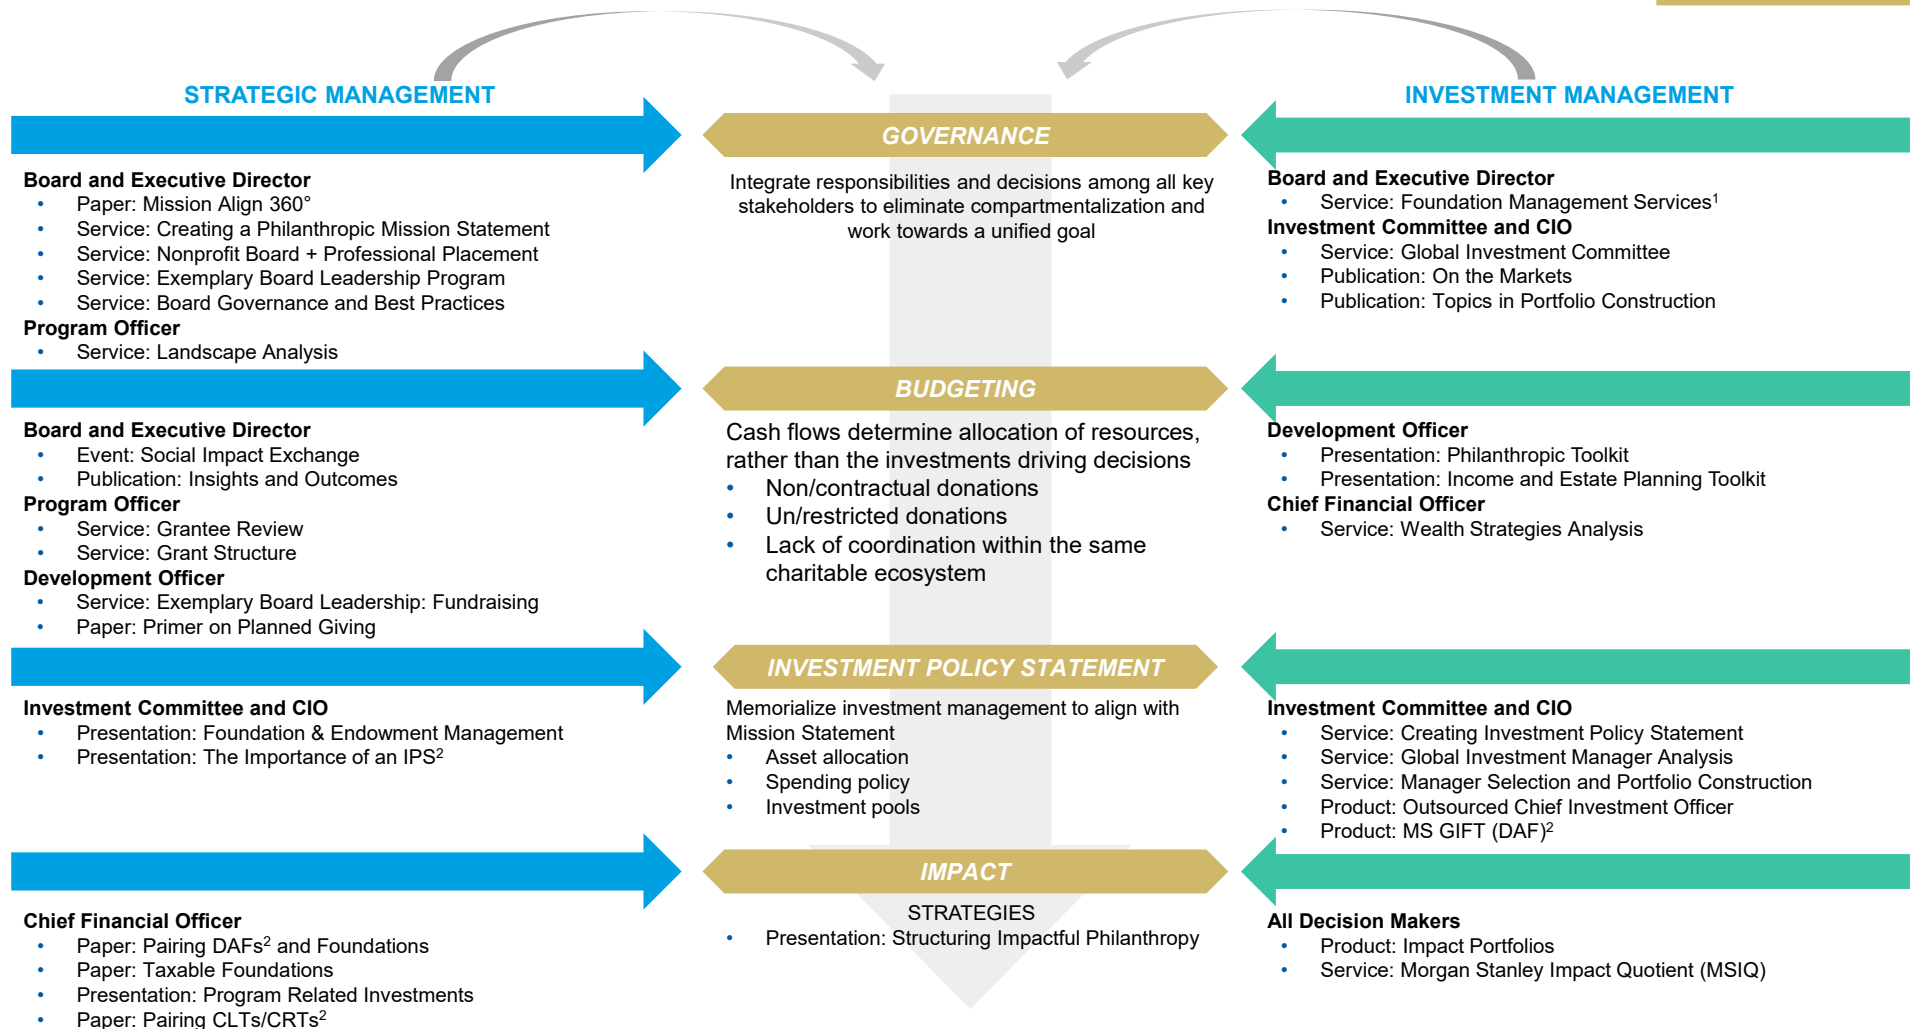 STRATEGIC MANAGEMENT
INVESTMENT MANAGEMENT
GOVERNANCE
Board and Executive Director
• Paper: Mission Align 360°
• Service: Creating a Philanthropic Mission Statement
• Service: Nonprofit Board + Professional Placement
• Service: Exemplary Board Leadership Program
• Service: Board Governance and Best Practices
Program Officer
• Service: Landscape Analysis
Integrate responsibilities and decisions among all key
stakeholders to eliminate compartmentalization and
work towards a unified goal
Board and Executive Director
• Service: Foundation Management Services¹
Investment Committee and CIO
• Service: Global Investment Committee
• Publication: On the Markets
• Publication: Topics in Portfolio Construction
BUDGETING
Board and Executive Director
• Event: Social Impact Exchange
• Publication: Insights and Outcomes
Program Officer
• Service: Grantee Review
• Service: Grant Structure
Development Officer
• Service: Exemplary Board Leadership: Fundraising
• Paper: Primer on Planned Giving
Cash flows determine allocation of resources,
rather than the investments driving decisions
• Non/contractual donations
• Un/restricted donations
• Lack of coordination within the same
charitable ecosystem
Development Officer
• Presentation: Philanthropic Toolkit
• Presentation: Income and Estate Planning Toolkit
Chief Financial Officer
• Service: Wealth Strategies Analysis
INVESTMENT POLICY STATEMENT
Investment Committee and CIO
• Presentation: Foundation & Endowment Management
• Presentation: The Importance of an IPS²
Memorialize investment management to align with
Mission Statement
• Asset allocation
• Spending policy
• Investment pools
Investment Committee and CIO
• Service: Creating Investment Policy Statement
• Service: Global Investment Manager Analysis
• Service: Manager Selection and Portfolio Construction
• Product: Outsourced Chief Investment Officer
• Product: MS GIFT (DAF)²
IMPACT
Chief Financial Officer
• Paper: Pairing DAFs² and Foundations
• Paper: Taxable Foundations
• Presentation: Program Related Investments
• Paper: Pairing CLTs/CRTs²
STRATEGIES
• Presentation: Structuring Impactful Philanthropy
All Decision Makers
• Product: Impact Portfolios
• Service: Morgan Stanley Impact Quotient (MSIQ)